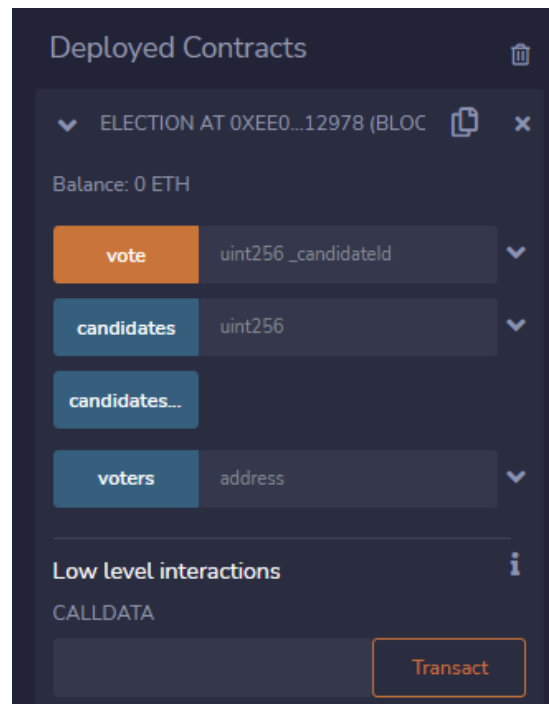 Deployed Contracts
ELECTION AT 0XEE0...12978 (BLOC
Balance: 0 ETH
vote uint256 _candidateId
candidates uint256
candidates...
voters address
Low level interactions
CALLDATA
Transact